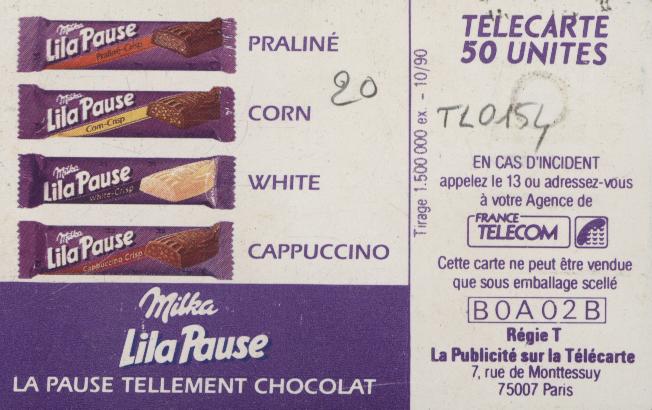 Milka
Lila Pause
Praliné-Crisp
PRALINÉ
Milka
Lila Pause
Corn-Crisp
CORN
Milka
Lila Pause
White-Crisp
WHITE
Milka
Lila Pause
Cappuccino Crisp
CAPPUCCINO
20
Milka
Lila Pause
LA PAUSE TELLEMENT CHOCOLAT
Tirage 1.500 000 ex - 10/90
TELECARTE
50 UNITES
TL0154
EN CAS D'INCIDENT
appelez le 13 ou adressez-vous
à votre Agence de
FRANCE
TELECOM
Cette carte ne peut être vendue
que sous emballage scellé
B0A02B
Régie T
La Publicité sur la Télécarte
7, rue de Monttessuy
75007 Paris